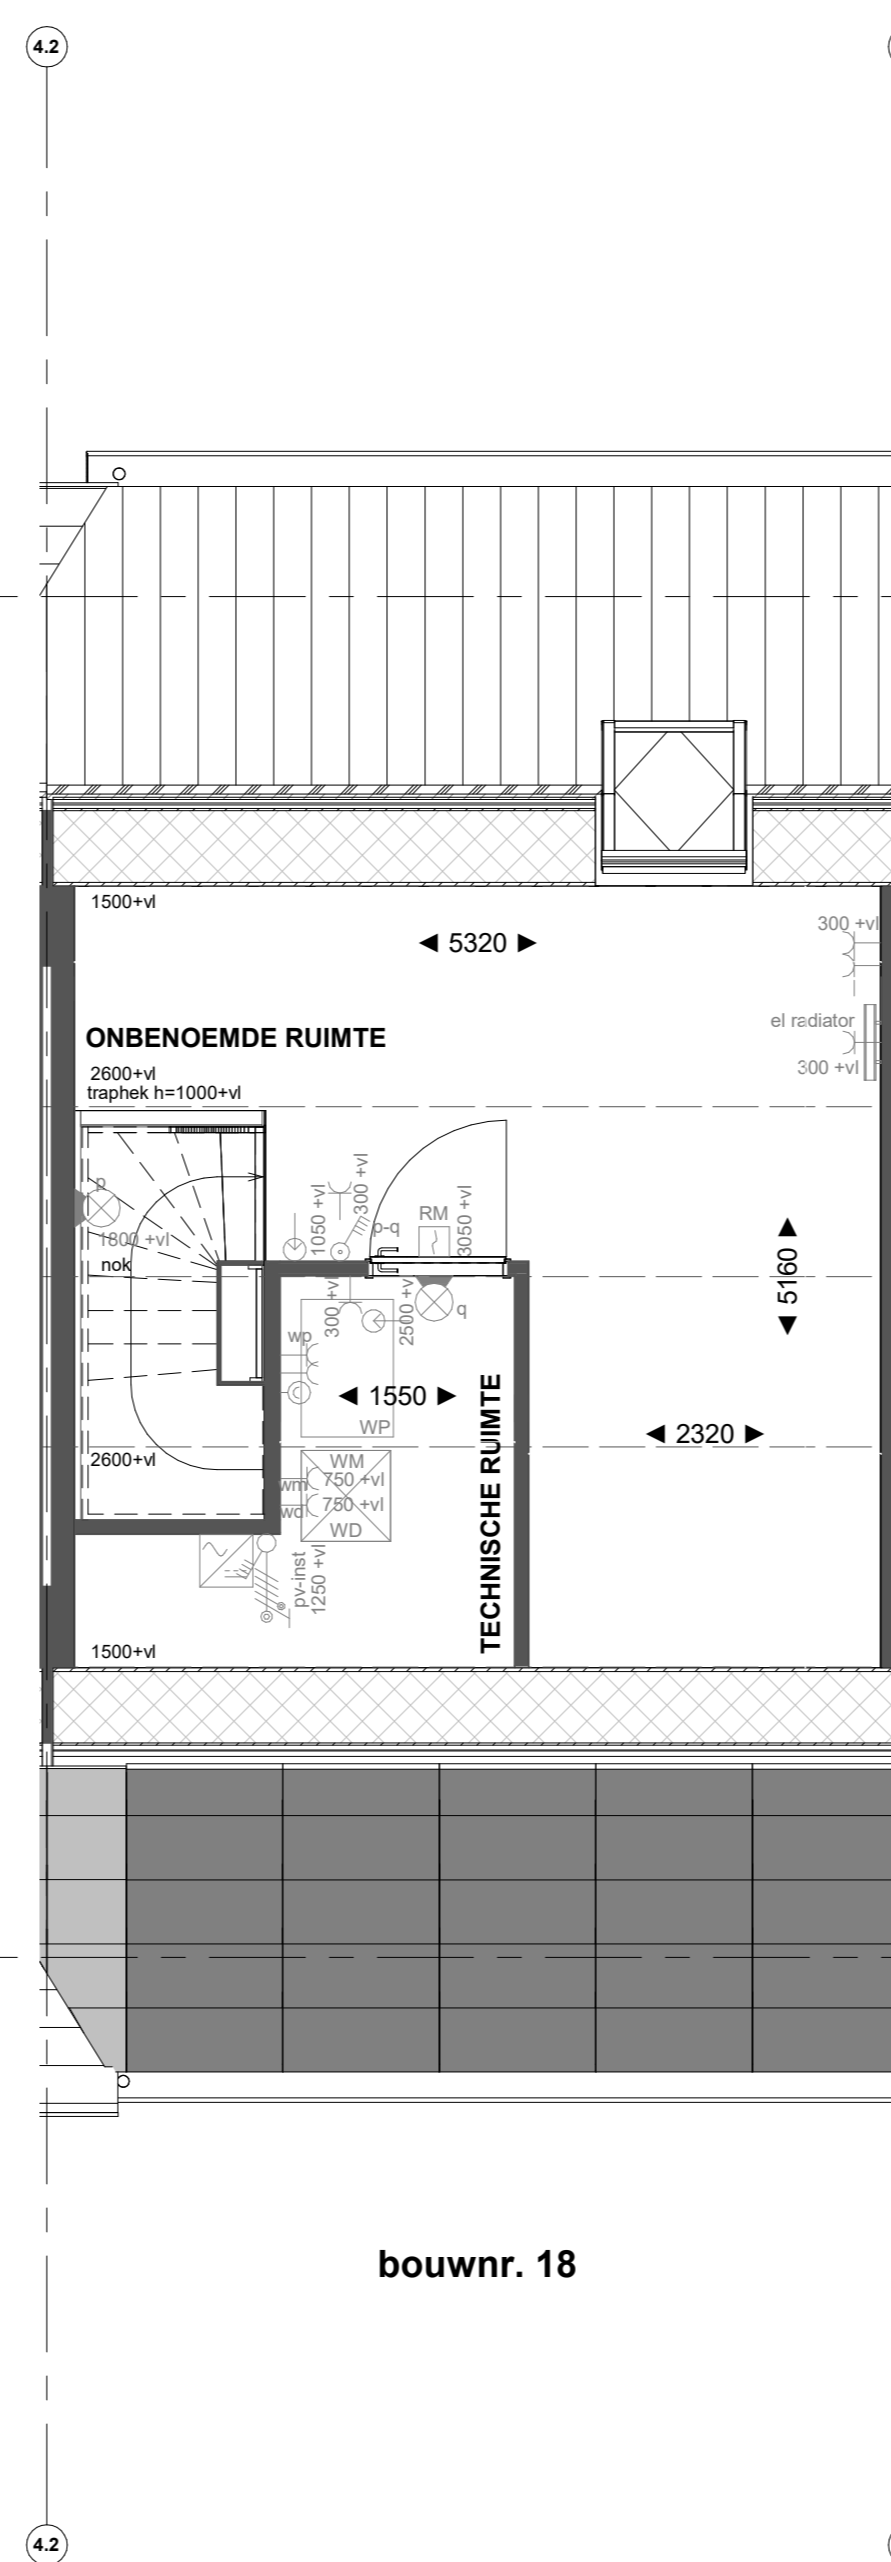 4.2
1500+vl
◄ 5320 ►
300 +vl
el radiator
300 +vl
ONBENOEMDE RUIMTE
2600+vl
traphek h=1000+vl
p
1800 +vl
nok
1050 +vl
300 +vl
p-q
RM
3050 +vl
◄ 5160 ►
300 +vl
2500 +vl
q
wp
◄ 1550 ►
WP
TECHNISCHE RUIMTE
◄ 2320 ►
2600+vl
WM
wm
750 +vl
wd
750 +vl
WD
pv-inst
1250 +vl
1500+vl
bouwnr. 18
4.2